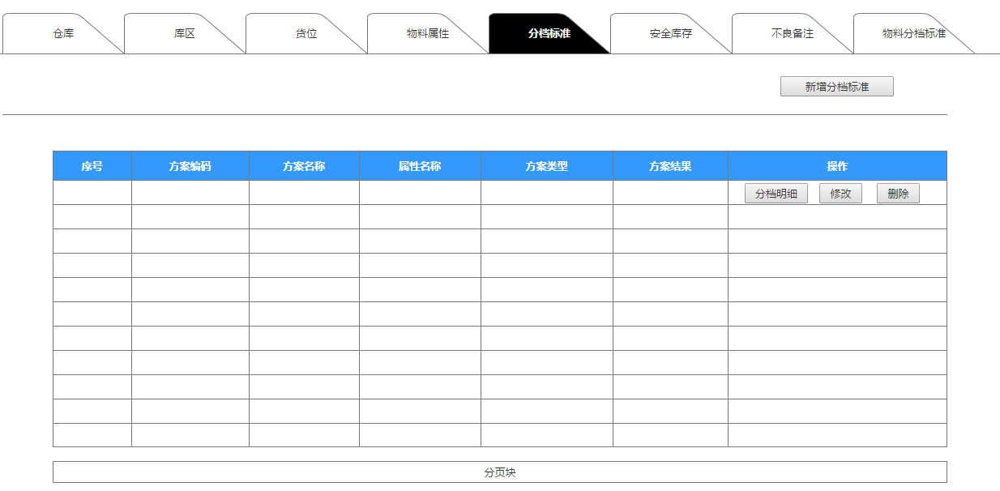 仓库 库区 货位 物料属性 分档标准 安全库存 不良备注 物料分档标准
新增分档标准
序号 方案编码 方案名称 属性名称 方案类型 方案结果 操作
分档明细 修改 删除
分页块